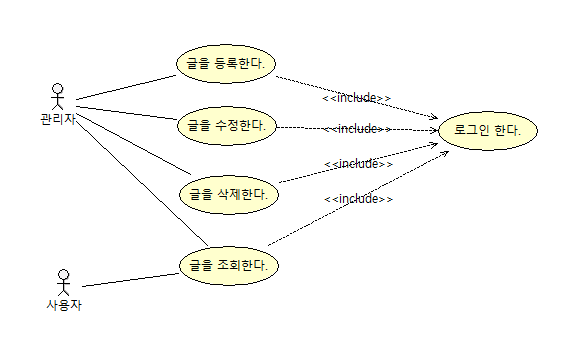 글을 등록한다.
<<include>>
관리자
글을 수정한다.
<<include>>
로그인 한다.
<<include>>
글을 삭제한다.
<<include>>
글을 조회한다.
사용자